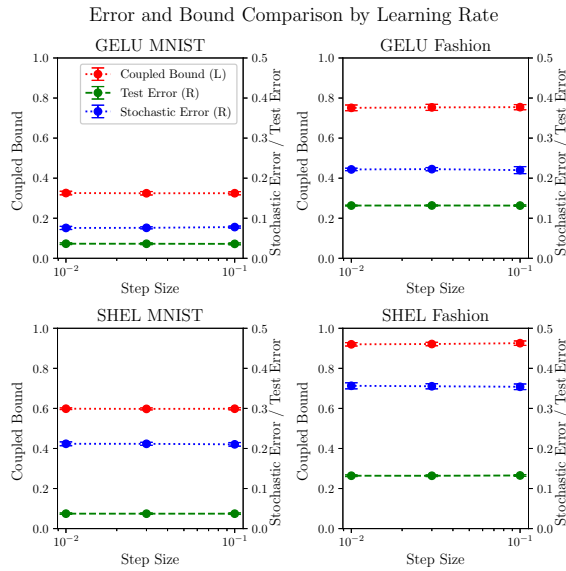 Error and Bound Comparison by Learning Rate
GELU MNIST
Coupled Bound
1.0
0.8
0.6
0.4
0.2
0.0
Coupled Bound (L)
Test Error (R)
Stochastic Error (R)
0.5
0.4
0.3
0.2
0.1
0.0
Stochastic Error / Test Error
10⁻²
10⁻¹
Step Size
GELU Fashion
Coupled Bound
1.0
0.8
0.6
0.4
0.2
0.0
0.5
0.4
0.3
0.2
0.1
0.0
Stochastic Error / Test Error
10⁻²
10⁻¹
Step Size
SHEL MNIST
Coupled Bound
1.0
0.8
0.6
0.4
0.2
0.0
0.5
0.4
0.3
0.2
0.1
0.0
Stochastic Error / Test Error
10⁻²
10⁻¹
Step Size
SHEL Fashion
Coupled Bound
1.0
0.8
0.6
0.4
0.2
0.0
0.5
0.4
0.3
0.2
0.1
0.0
Stochastic Error / Test Error
10⁻²
10⁻¹
Step Size